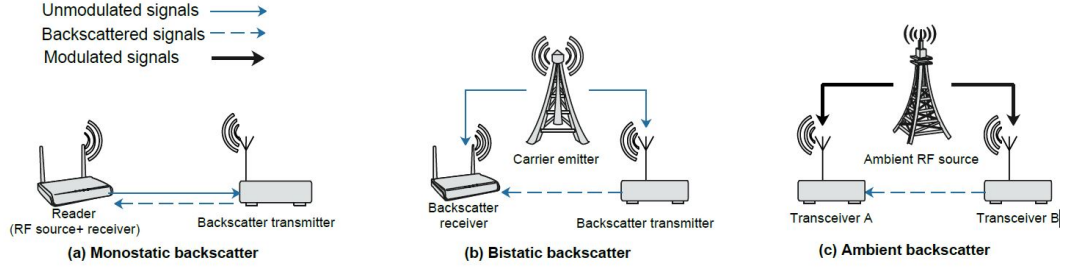 Unmodulated signals
Backscattered signals
Modulated signals
Reader
(RF source+ receiver)
Backscatter transmitter
(a) Monostatic backscatter
Carrier emitter
Backscatter
receiver
Backscatter transmitter
(b) Bistatic backscatter
Ambient RF source
Transceiver A
Transceiver B
(c) Ambient backscatter